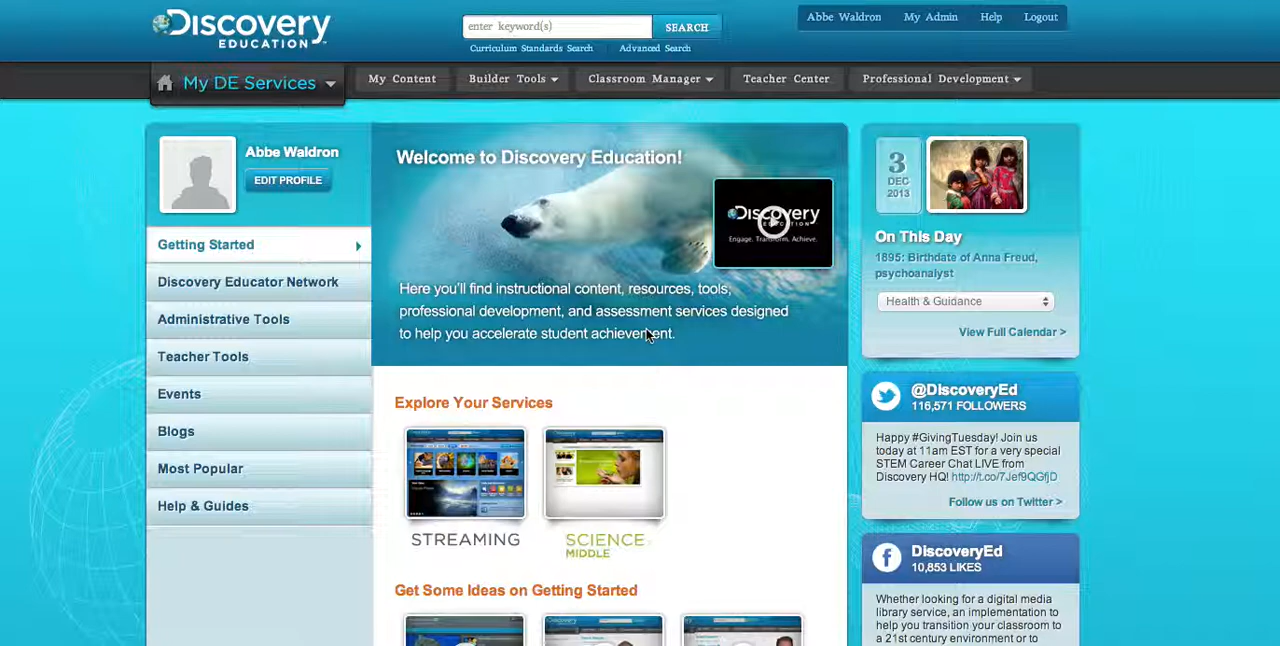 Discovery
EDUCATION
enter keyword(s)
SEARCH
Curriculum Standards Search
Advanced Search
Abbe Waldron
My Admin
Help
Logout
My DE Services
My Content
Builder Tools
Classroom Manager
Teacher Center
Professional Development
Abbe Waldron
EDIT PROFILE
Getting Started
Discovery Educator Network
Administrative Tools
Teacher Tools
Events
Blogs
Most Popular
Help & Guides
Welcome to Discovery Education!
Discovery
EDUCATION
Engage. Transform. Achieve.
Here you'll find instructional content, resources, tools,
professional development, and assessment services designed
to help you accelerate student achievement.
Explore Your Services
STREAMING
SCIENCE
MIDDLE
Get Some Ideas on Getting Started
3
DEC
2013
On This Day
1895: Birthdate of Anna Freud,
psychoanalyst
Health & Guidance
View Full Calendar >
@DiscoveryEd
116,571 FOLLOWERS
Happy #GivingTuesday! Join us
today at 11am EST for a very special
STEM Career Chat LIVE from
Discovery HQ! http://t.co/7Jef9QGfjD
Follow us on Twitter >
DiscoveryEd
10,853 LIKES
Whether looking for a digital media
library service, an implementation to
help you transition your classroom to
a 21st century environment or to